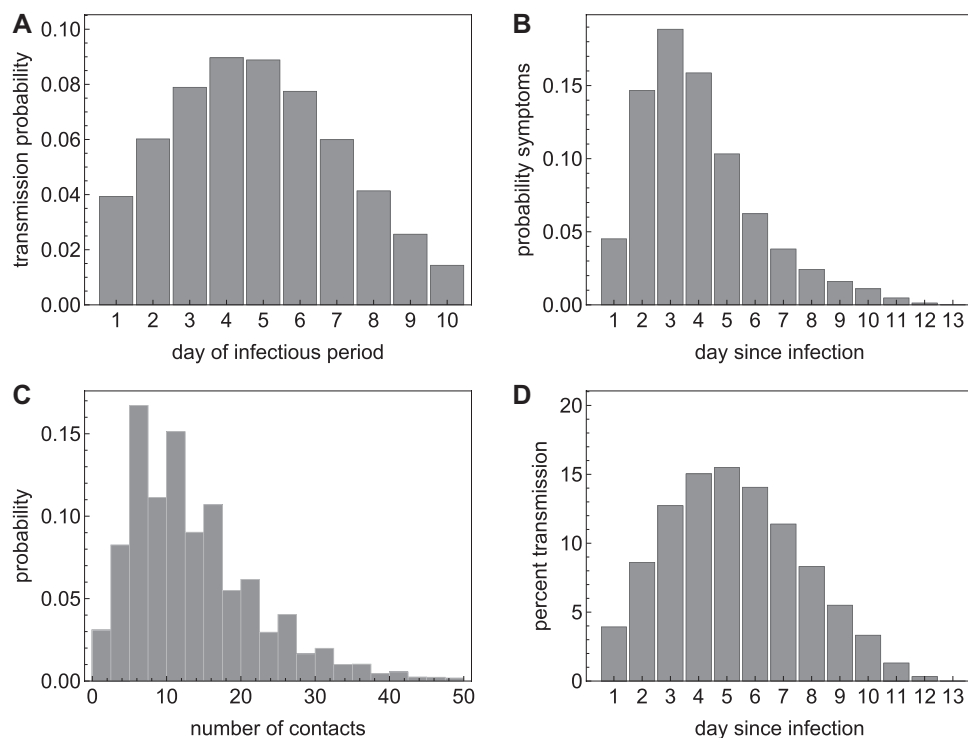 A
transmission probability
0.10
0.08
0.06
0.04
0.02
0.00
1 2 3 4 5 6 7 8 9 10
day of infectious period
B
probability symptoms
0.15
0.10
0.05
0.00
1 2 3 4 5 6 7 8 9 10 11 12 13
day since infection
C
probability
0.15
0.10
0.05
0.00
0 10 20 30 40 50
number of contacts
D
percent transmission
20
15
10
5
0
1 2 3 4 5 6 7 8 9 10 11 12 13
day since infection